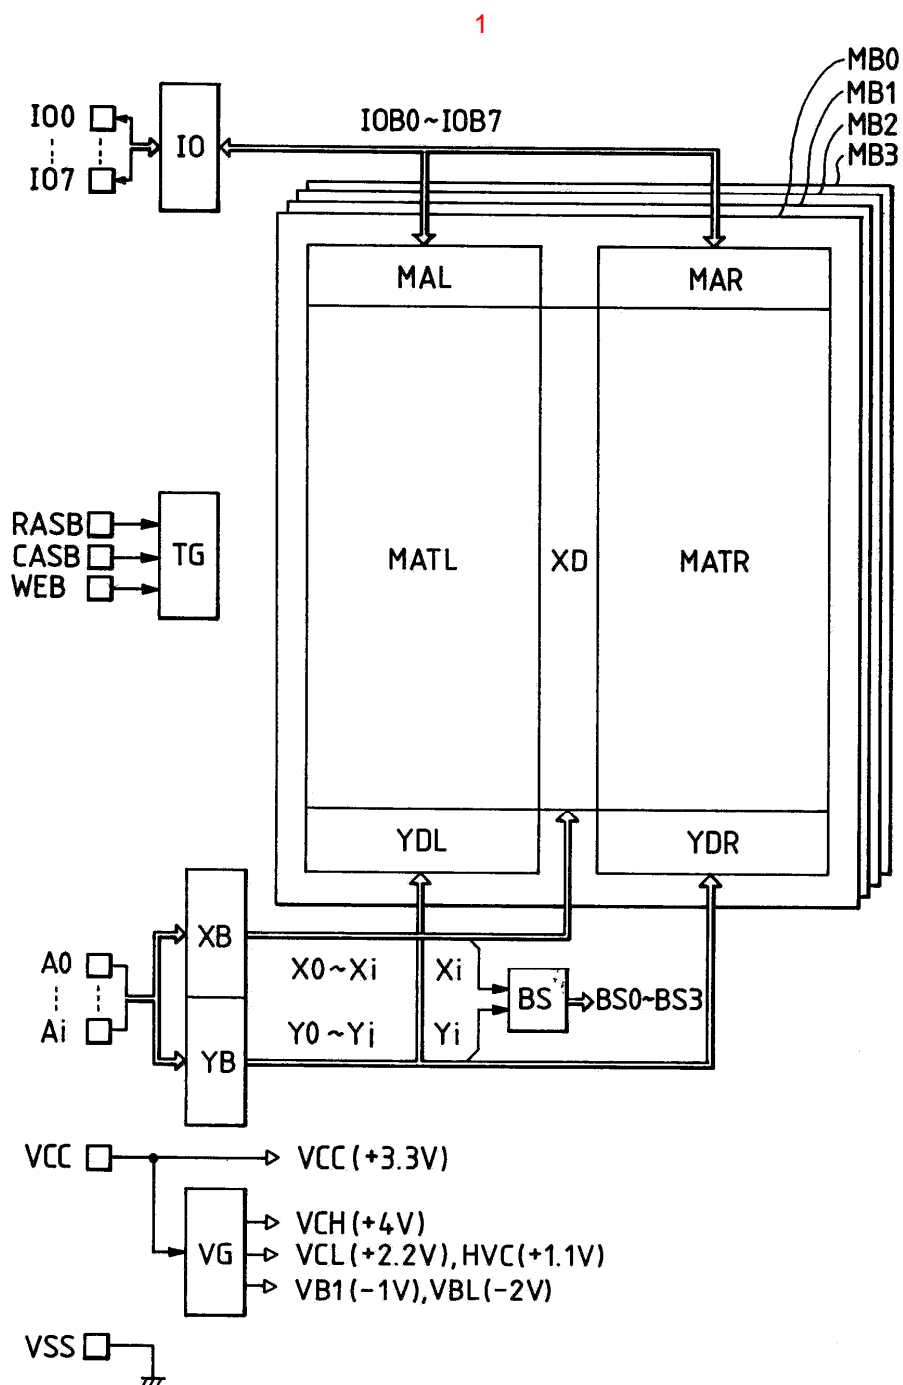 1
MB0
MB1
MB2
MB3
IO0
IO7
IO
IOB0~IOB7
MAL
MAR
RASB
CASB
WEB
TG
MATL
XD
MATR
YDL
YDR
XB
A0
Ai
X0~Xi
Xi
BS
BS0~BS3
Y0~Yj
Yi
YB
VCC
VCC(+3.3V)
VG
VCH(+4V)
VCL(+2.2V),HVC(+1.1V)
VB1(-1V),VBL(-2V)
VSS